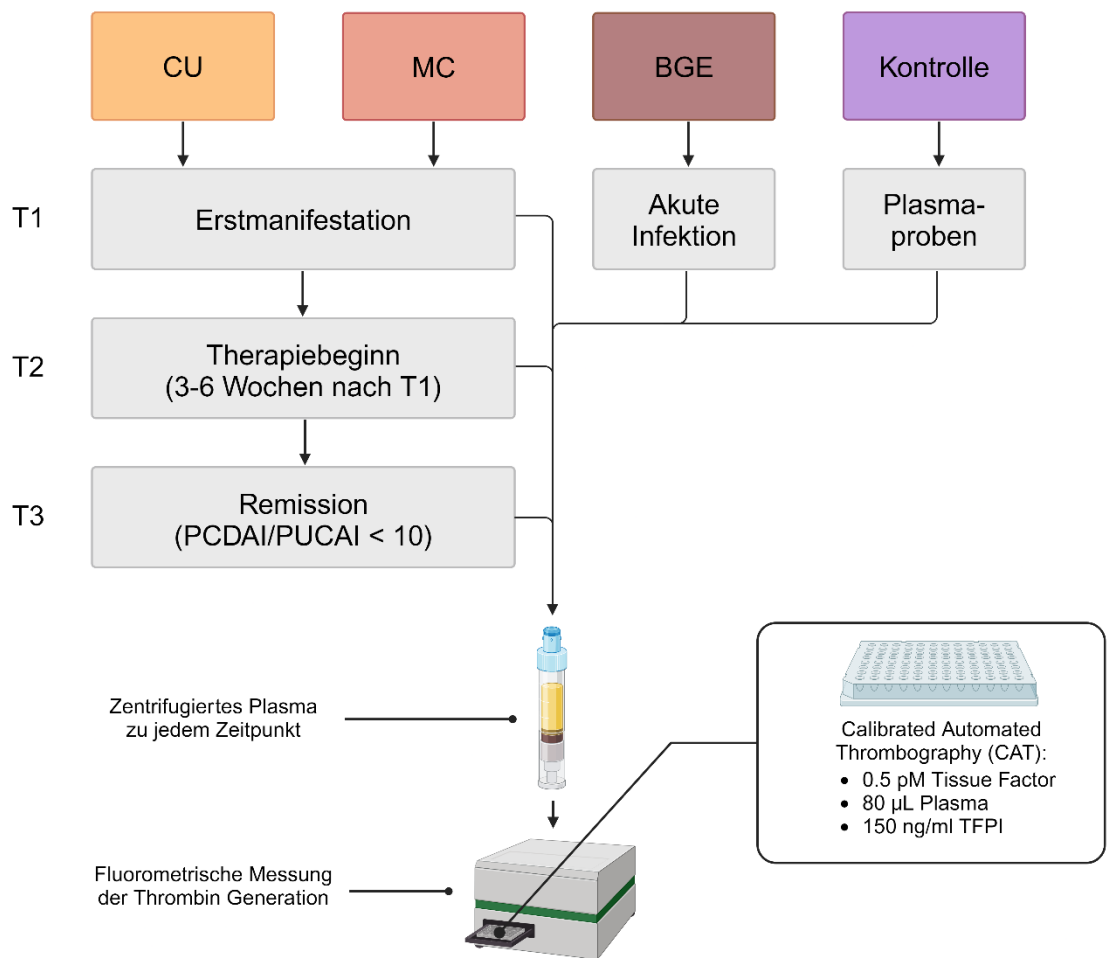 CU
MC
BGE
Kontrolle
T1
Erstmanifestation
Akute
Infektion
Plasma-
proben
T2
Therapiebeginn
(3-6 Wochen nach T1)
T3
Remission
(PCDAI/PUCAI < 10)
Zentrifugiertes Plasma
zu jedem Zeitpunkt
Calibrated Automated
Thrombography (CAT):
• 0.5 pM Tissue Factor
• 80 µL Plasma
• 150 ng/ml TFPI
Fluorometrische Messung
der Thrombin Generation